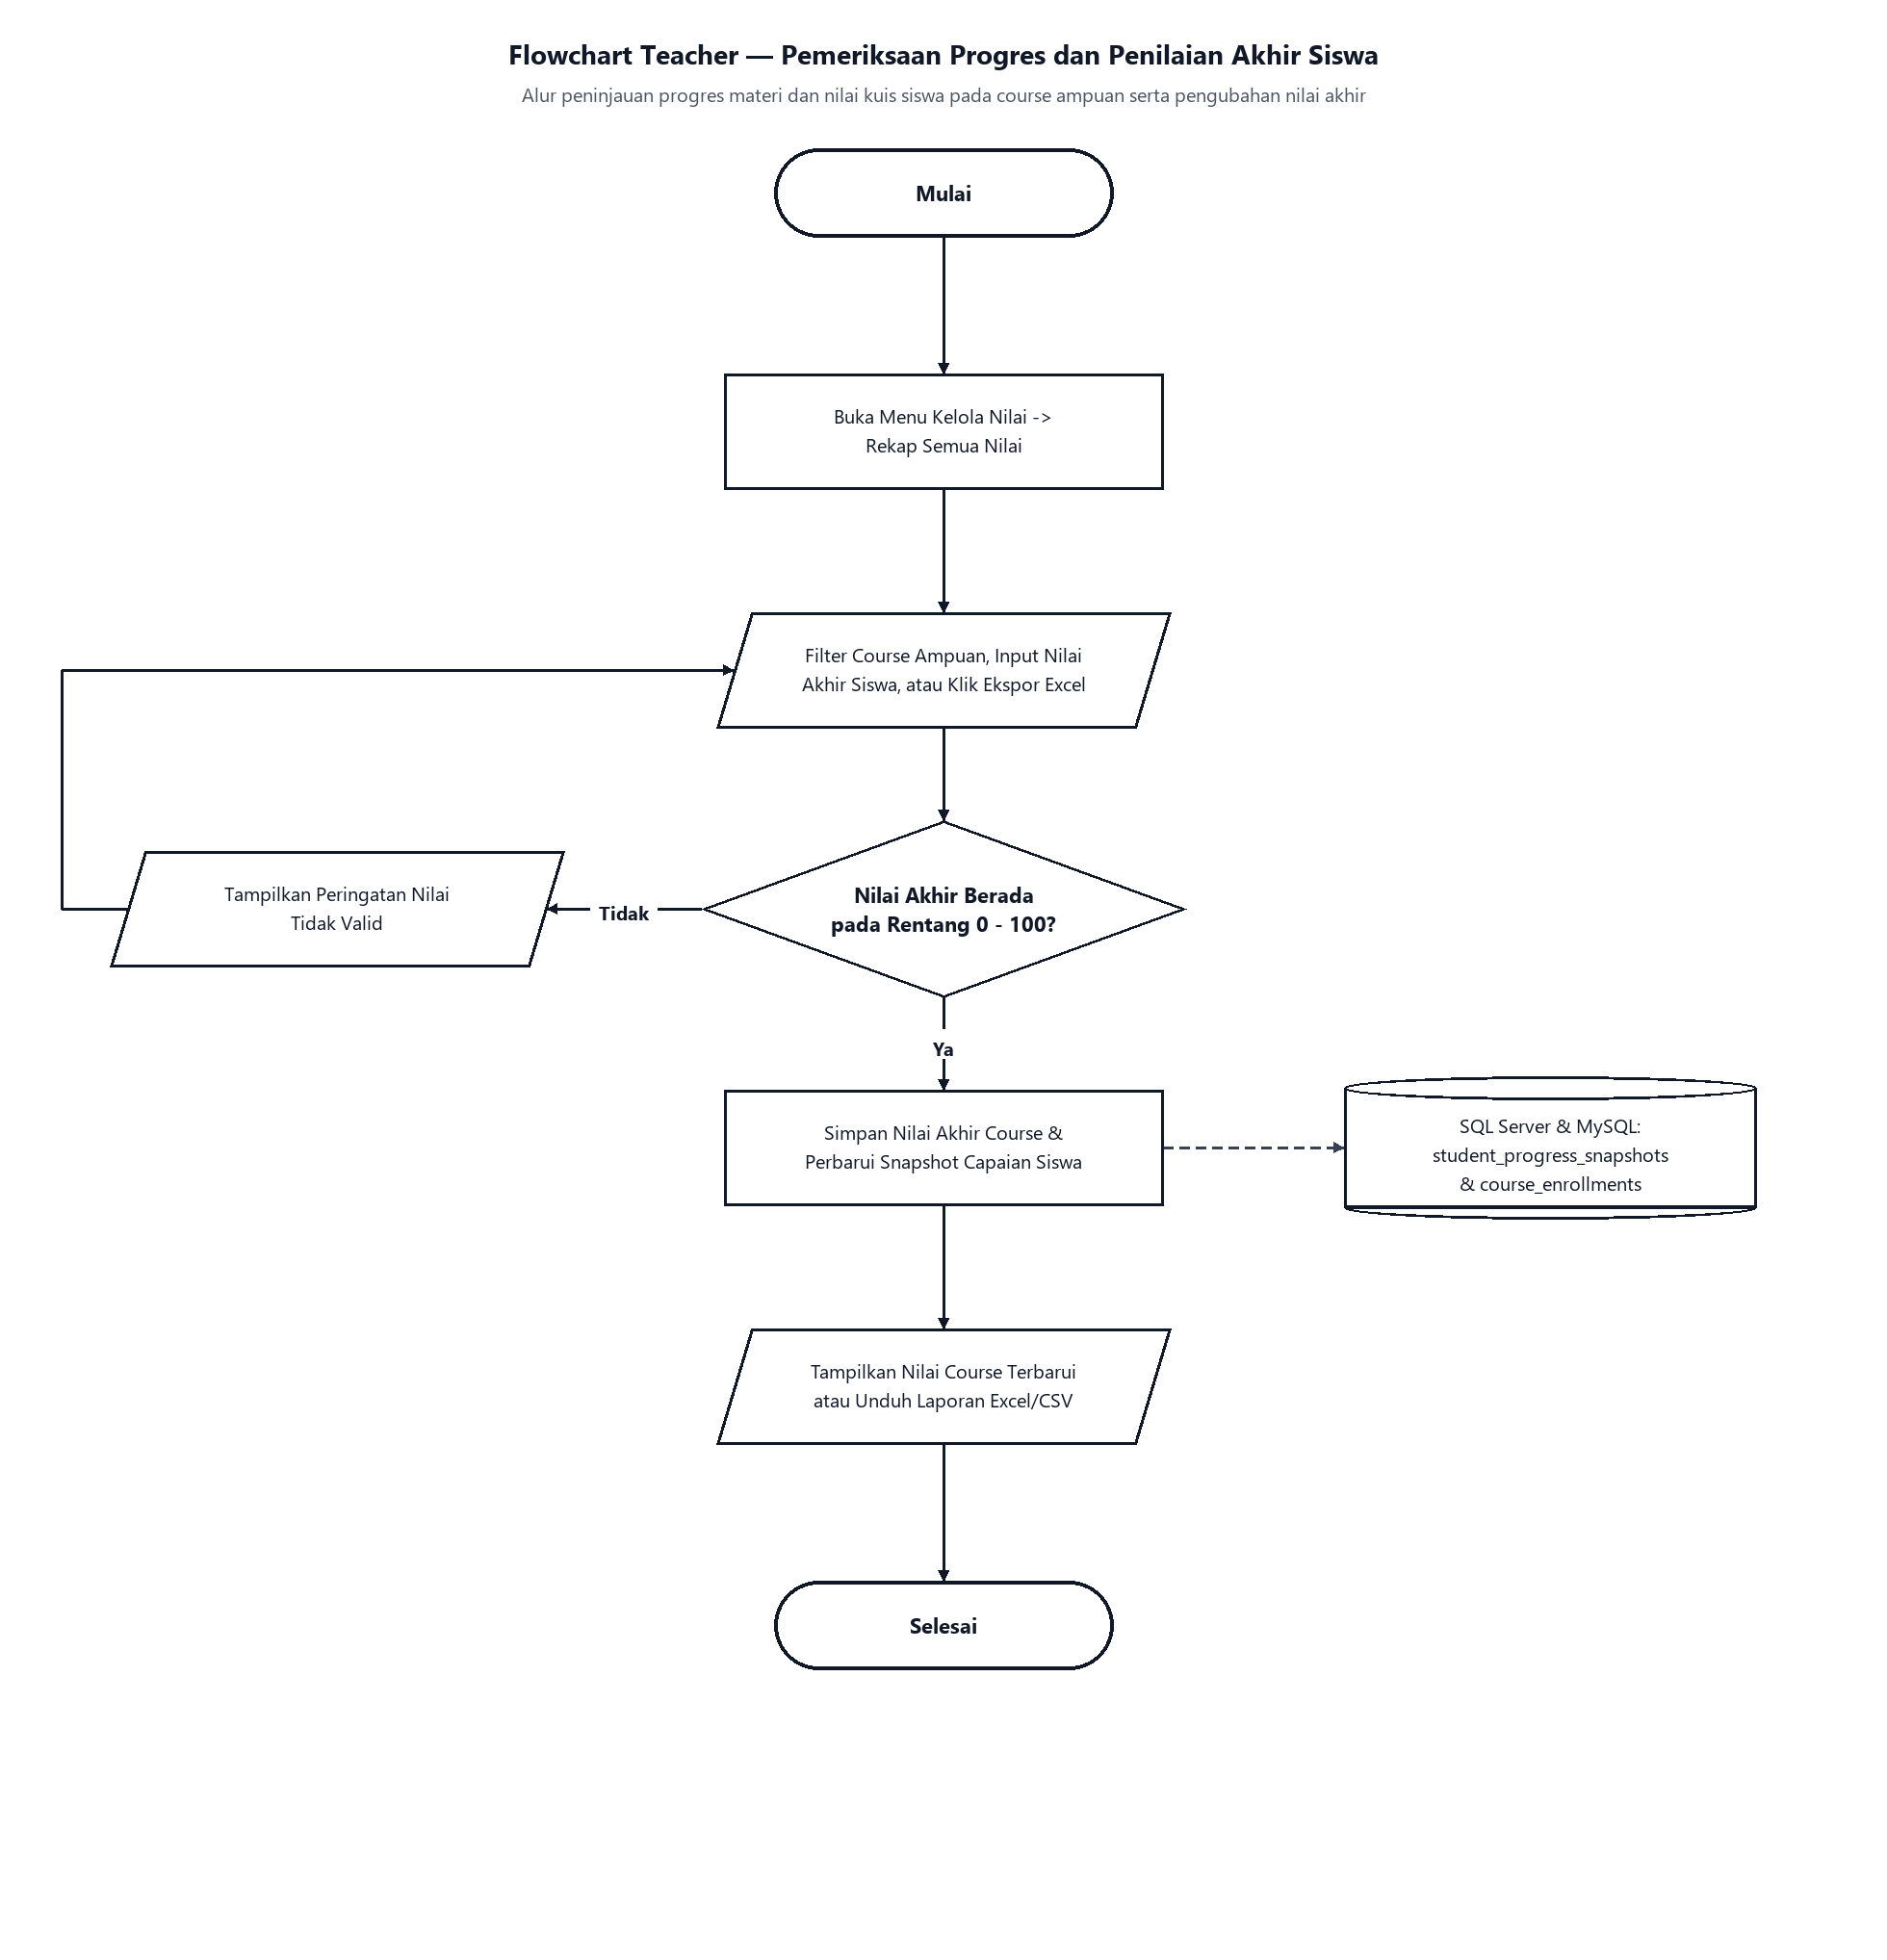 Flowchart Teacher — Pemeriksaan Progres dan Penilaian Akhir Siswa
Alur peninjauan progres materi dan nilai kuis siswa pada course ampuan serta pengubahan nilai akhir
Mulai
Buka Menu Kelola Nilai ->
Rekap Semua Nilai
Filter Course Ampuan, Input Nilai
Akhir Siswa, atau Klik Ekspor Excel
Nilai Akhir Berada
pada Rentang 0 - 100?
Tidak
Tampilkan Peringatan Nilai
Tidak Valid
Ya
Simpan Nilai Akhir Course &
Perbarui Snapshot Capaian Siswa
SQL Server & MySQL:
student_progress_snapshots
& course_enrollments
Tampilkan Nilai Course Terbarui
atau Unduh Laporan Excel/CSV
Selesai